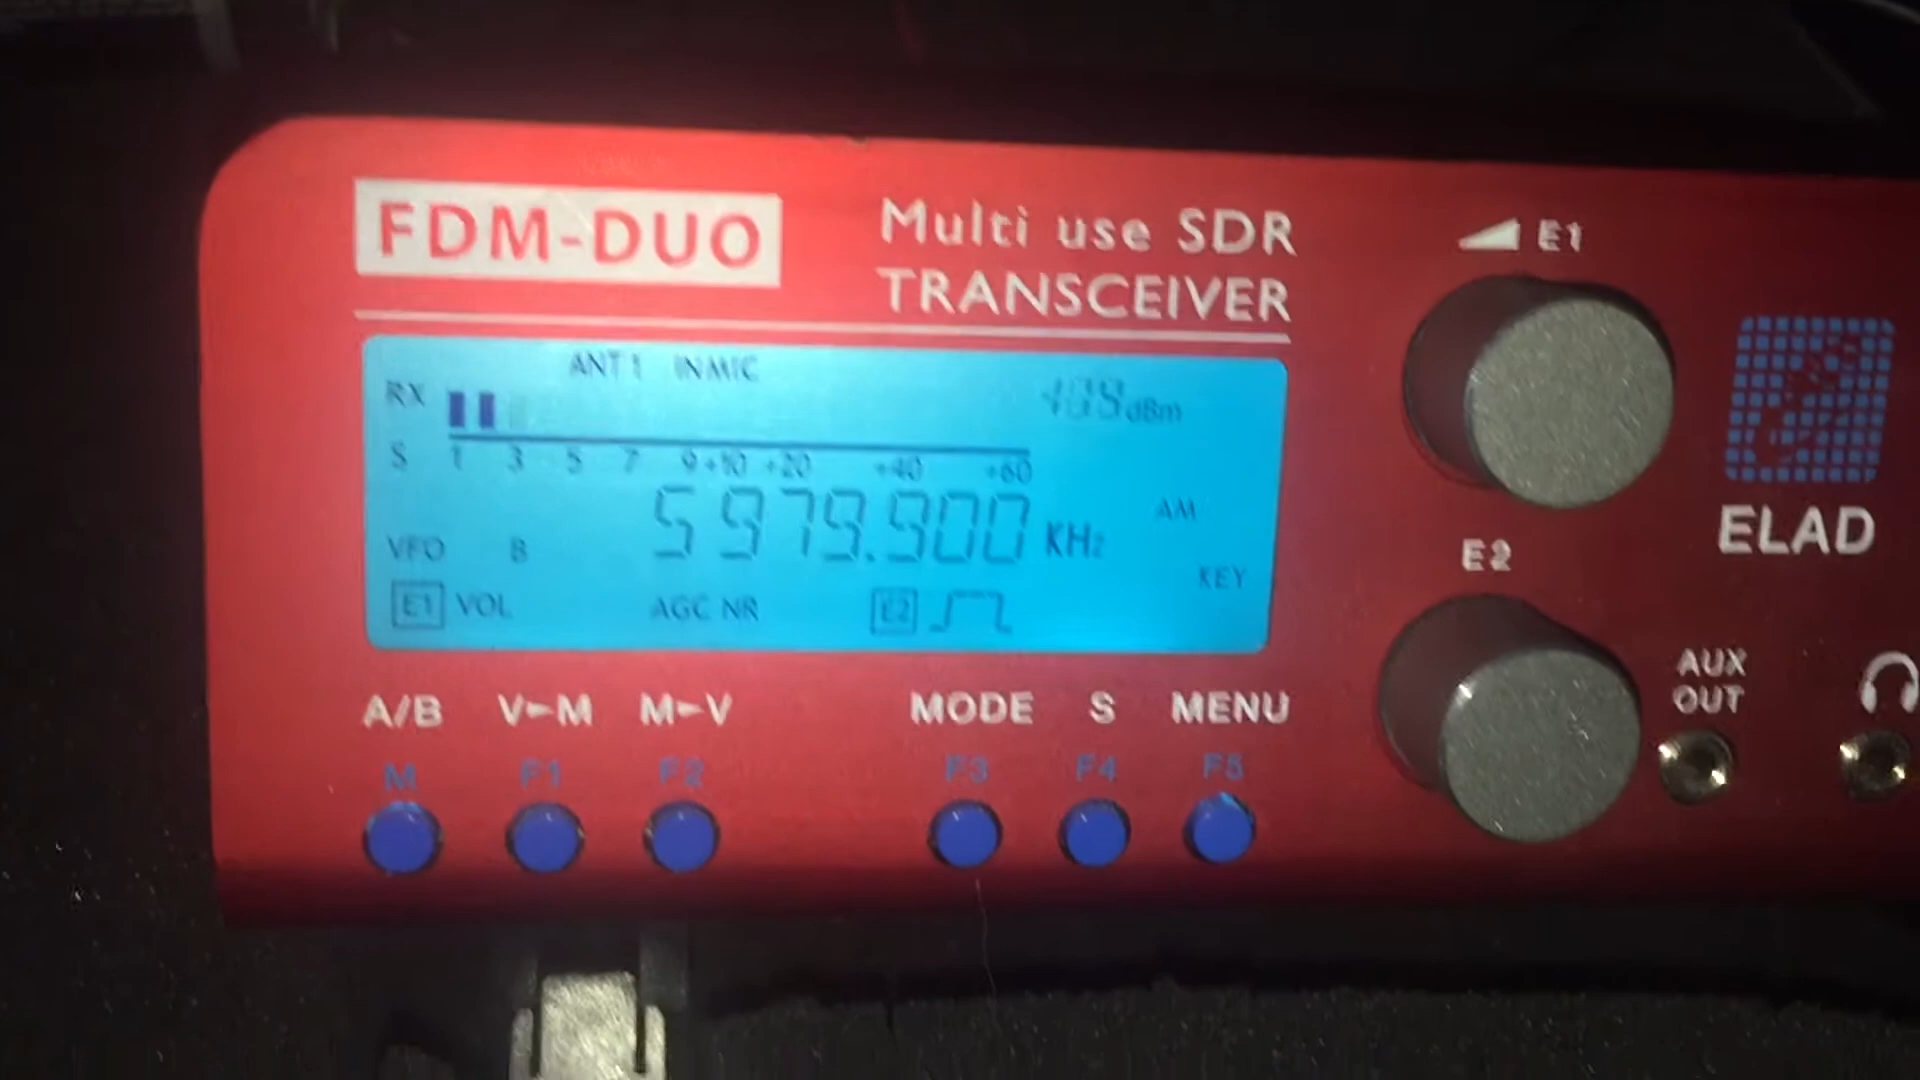 FDM-DUO
Multi use SDR
TRANSCEIVER
E1
ANT 1 INMIC
RX
dBm
S 1 3 5 7 9 +10 +20 +40 +60
5979.900 KHz
AM
VFO B
KEY
E1 VOL AGC NR E2
ELAD
E2
AUX
OUT
A/B V►M M►V MODE S MENU
M F1 F2 F3 F4 F5